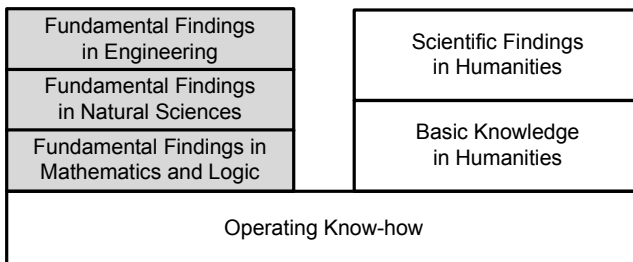 Fundamental Findings
in Engineering
Fundamental Findings
in Natural Sciences
Fundamental Findings in
Mathematics and Logic
Scientific Findings
in Humanities
Basic Knowledge
in Humanities
Operating Know-how